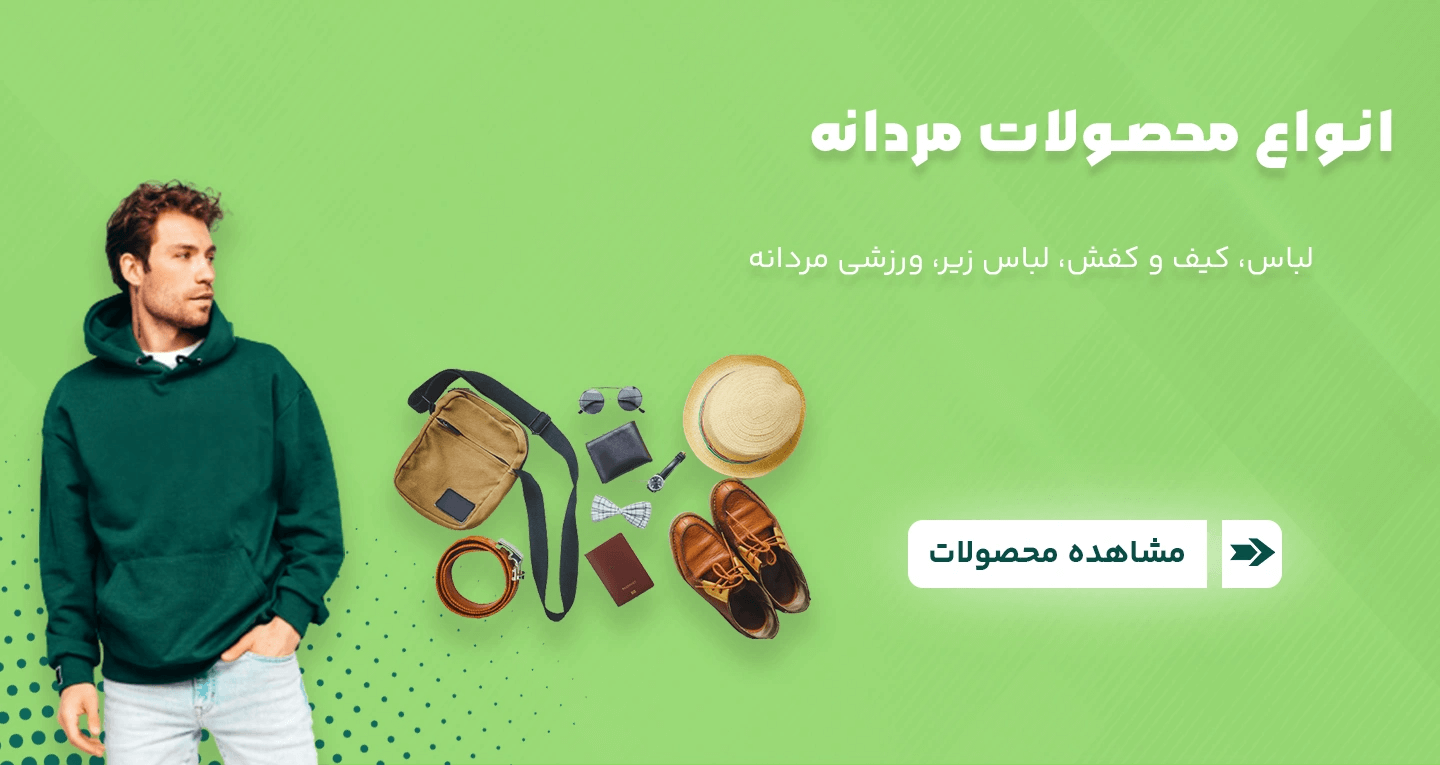 انواع محصولات مردانه
لباس، کیف و کفش، لباس زیر، ورزشی مردانه
مشاهده محصولات